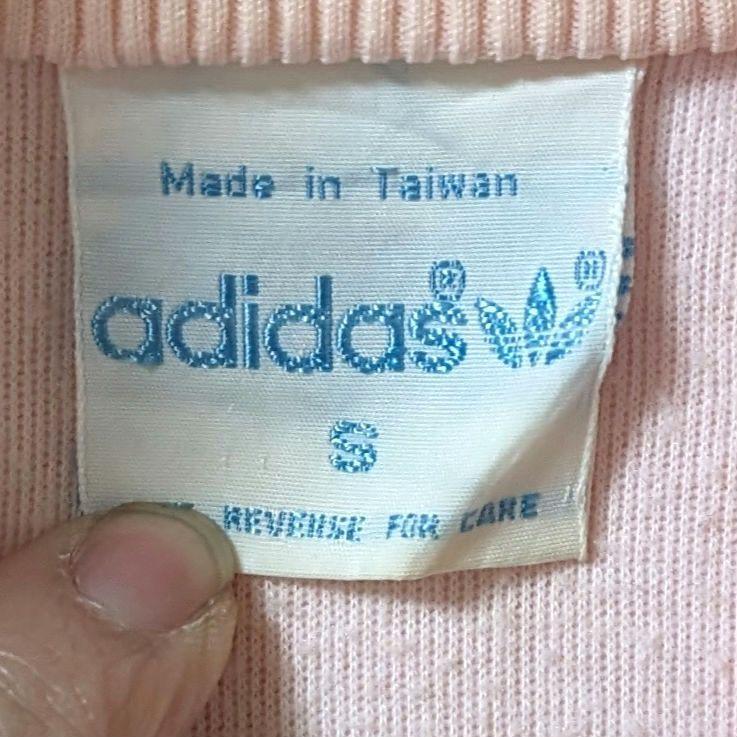 Made in Taiwan
adidas®®
S
REVERSE FOR CARE